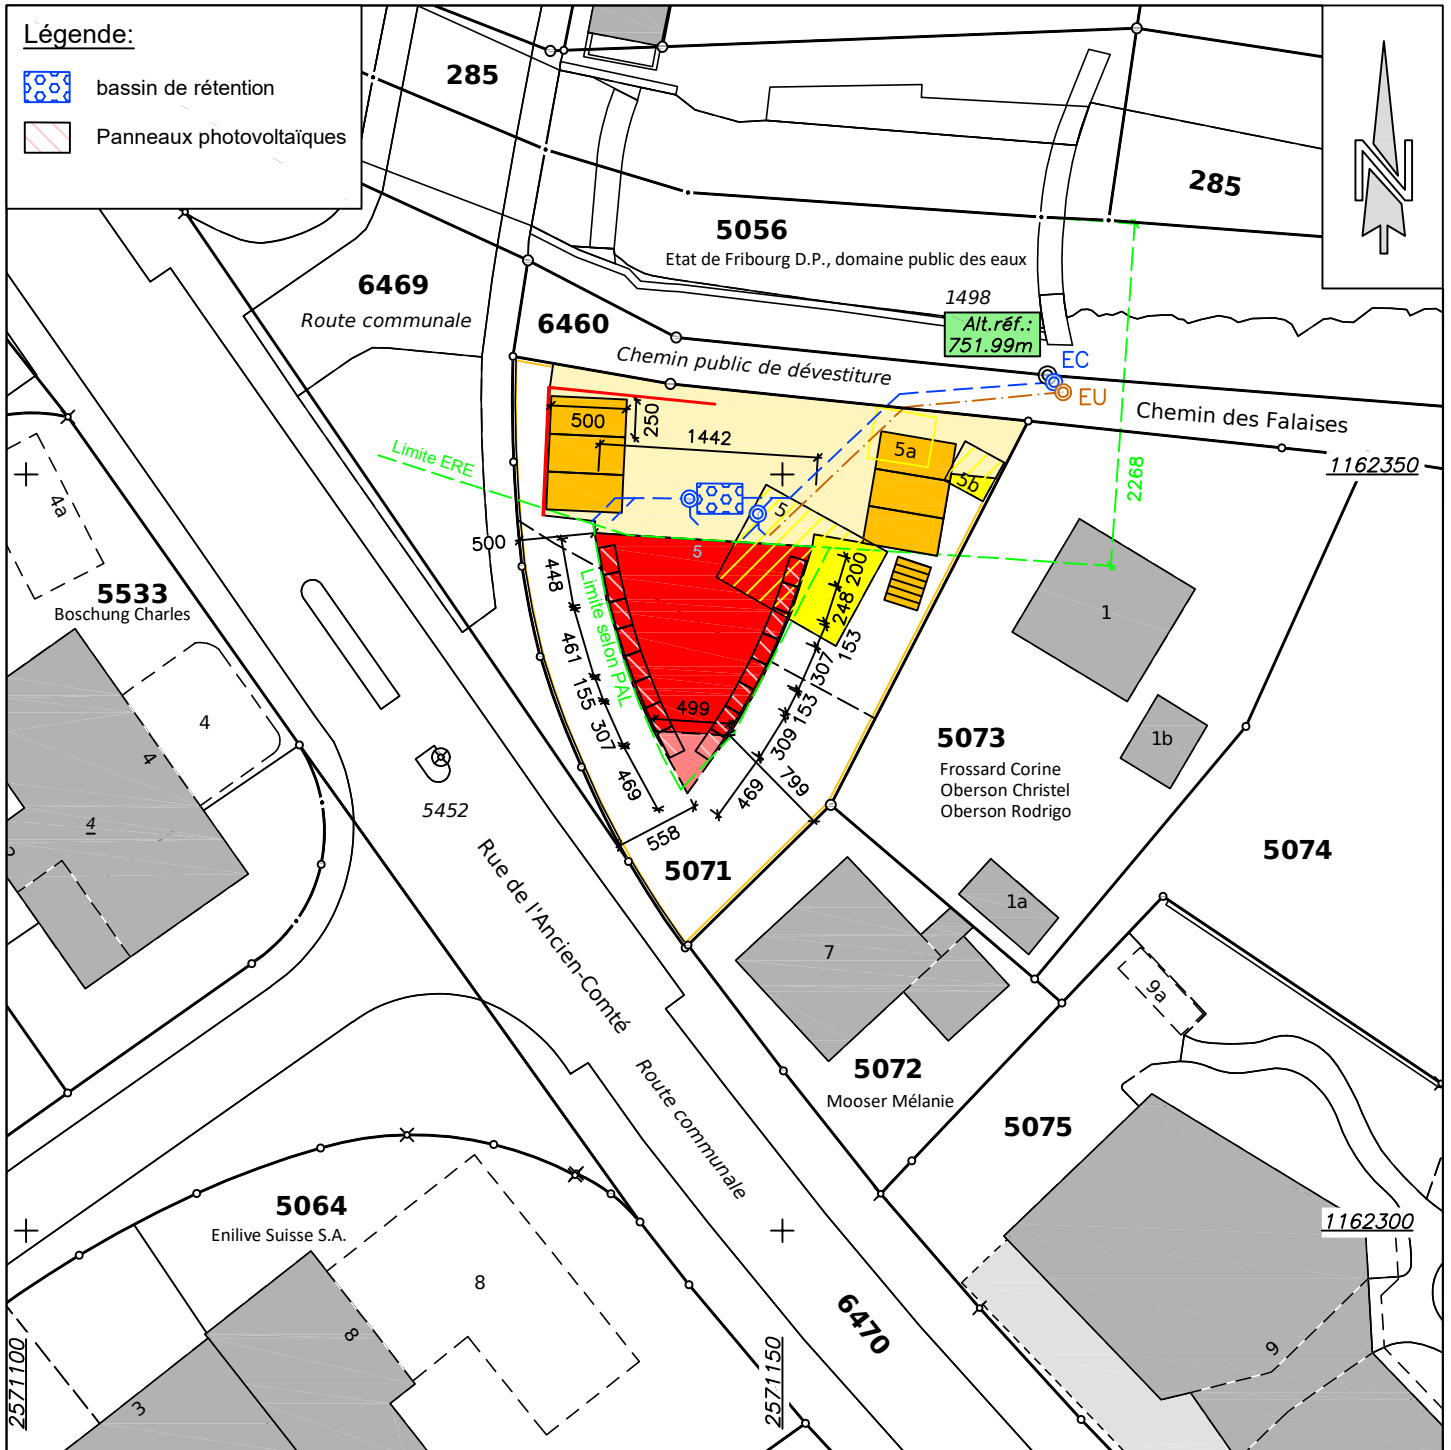 Légende:
bassin de rétention
Panneaux photovoltaïques
285
285
5056
Etat de Fribourg D.P., domaine public des eaux
6469
Route communale
6460
1498
Alt.réf.:
751.99m
Chemin public de dévestiture
EC
EU
Chemin des Falaises
1162350
500
250
1442
5a
5b
5
5
Limite ERE
2268
4a
500
5533
Boschung Charles
448
461
155
307
469
Limite selon PAL
200
248
153
307
153
309
469
499
799
558
1
1b
5073
Frossard Corine
Oberson Christel
Oberson Rodrigo
4
4
4
5452
5071
5074
Rue de l'Ancien-Comté
7
1a
9a
5072
Mooser Mélanie
Route communale
5075
5064
Enilive Suisse S.A.
8
8
3
6470
9
1162300
2571100
2571150